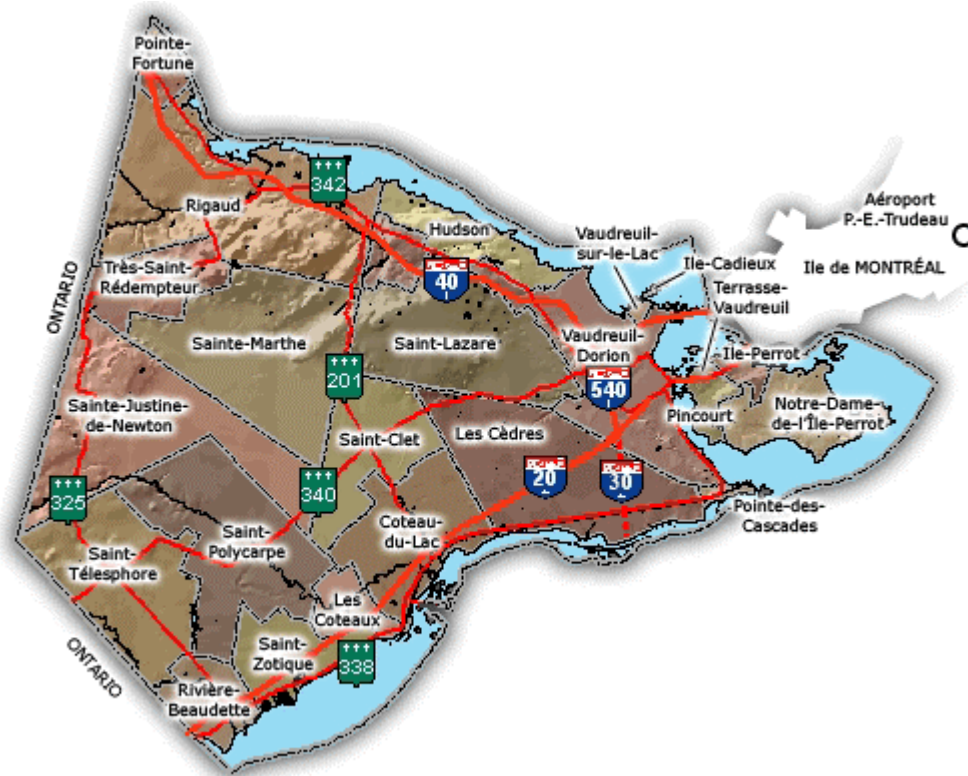 Pointe-
Fortune
342
Rigaud
Hudson
Vaudreuil-
sur-le-Lac
Ile-Cadieux
Aéroport
P.-E.-Trudeau
Ile de MONTRÉAL
Terrasse-
Vaudreuil
ONTARIO
Très-Saint-
Rédempteur
40
Sainte-Marthe
Saint-Lazare
Vaudreuil-
Dorion
Ile-Perrot
201
540
Sainte-Justine-
de-Newton
Saint-Clet
Les Cèdres
Pincourt
Notre-Dame-
de-l'Île-Perrot
325
340
20
30
Pointe-des-
Cascades
Saint-
Polycarpe
Coteau-
du-Lac
Saint-
Télesphore
Les
Coteaux
Saint-
Zotique
338
ONTARIO
Rivière-
Beaudette